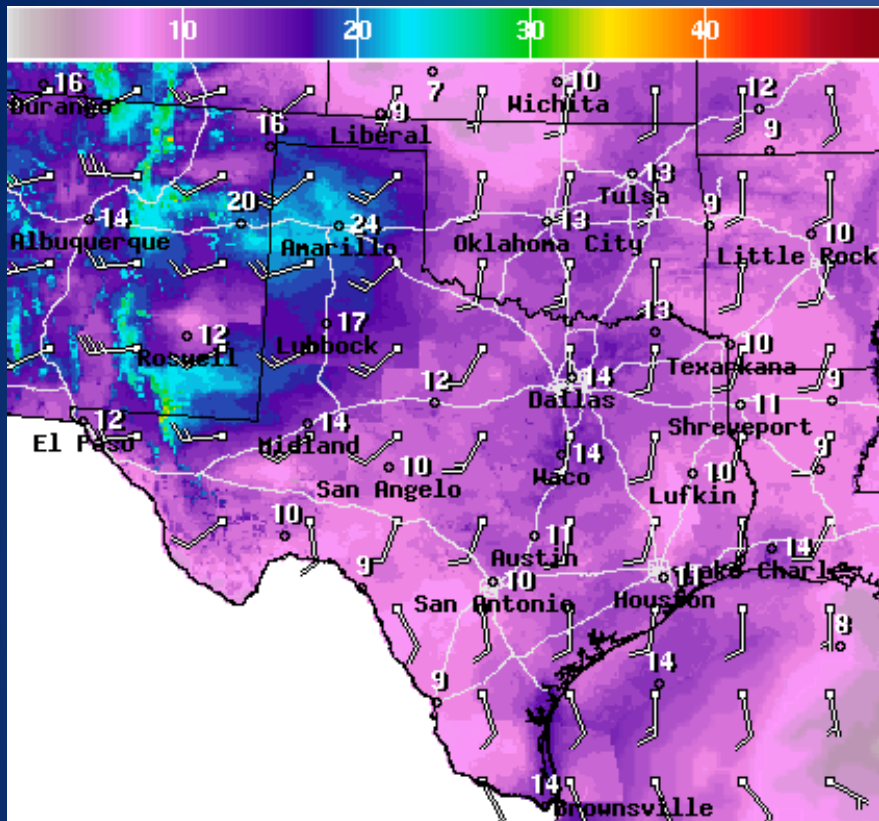 10 20 30 40
16 10 12
Durango 9 7 Wichita
16 Liberal 9
13
Tulsa
14 20 24 13 9 10
Albuquerque Amarillo Oklahoma City Little Rock
12 17 13 10
Roswell Lubbock Texarkana
12 14 12 14 11 9
Dallas
El Paso Midland Shreveport
10 14 10 9
San Angelo Waco Lufkin
10 11 14
Austin Lake Charles
9 10
San Antonio Houston
8
9 14
14
Brownsville